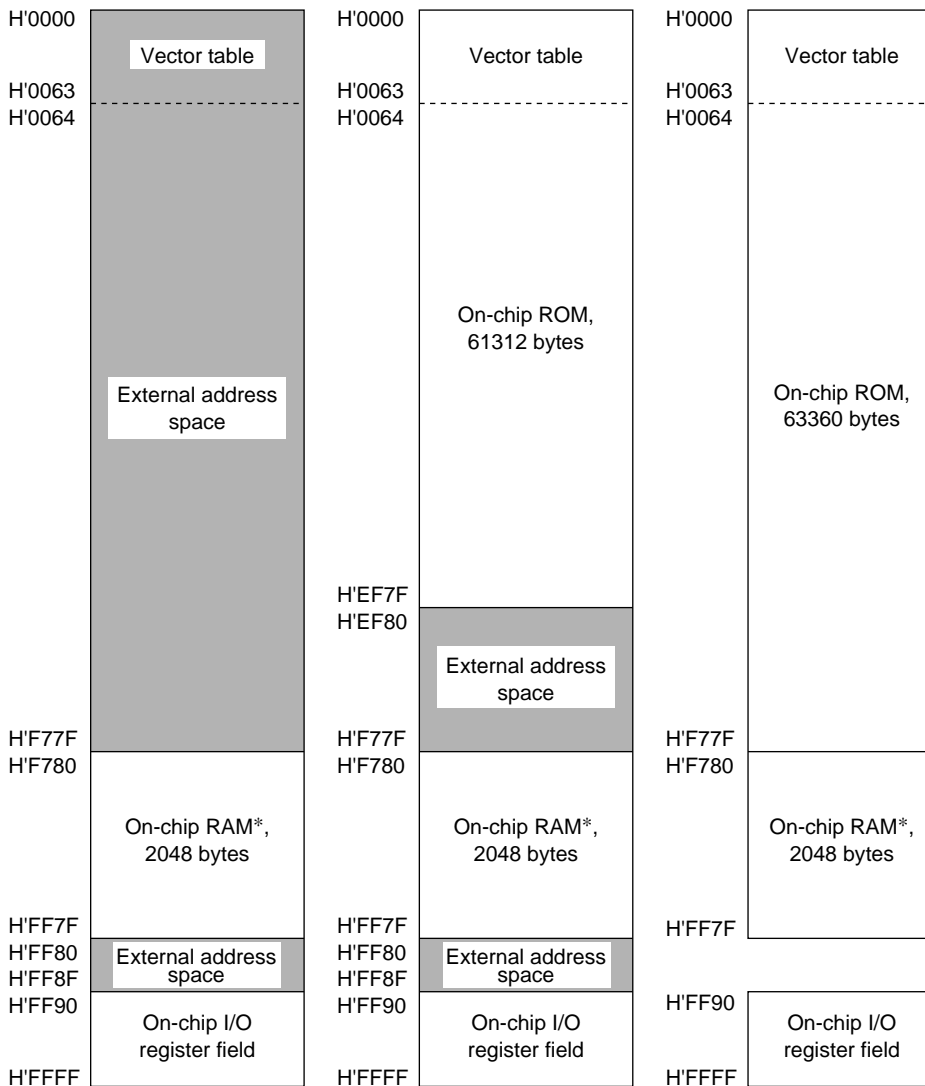 H'0000
Vector table
H'0063
H'0064
External address
space
H'F77F
H'F780
On-chip RAM*,
2048 bytes
H'FF7F
H'FF80
External address
space
H'FF8F
H'FF90
On-chip I/O
register field
H'FFFF
H'0000
Vector table
H'0063
H'0064
On-chip ROM,
61312 bytes
H'EF7F
H'EF80
External address
space
H'F77F
H'F780
On-chip RAM*,
2048 bytes
H'FF7F
H'FF80
External address
space
H'FF8F
H'FF90
On-chip I/O
register field
H'FFFF
H'0000
Vector table
H'0063
H'0064
On-chip ROM,
63360 bytes
H'F77F
H'F780
On-chip RAM*,
2048 bytes
H'FF7F
H'FF90
On-chip I/O
register field
H'FFFF